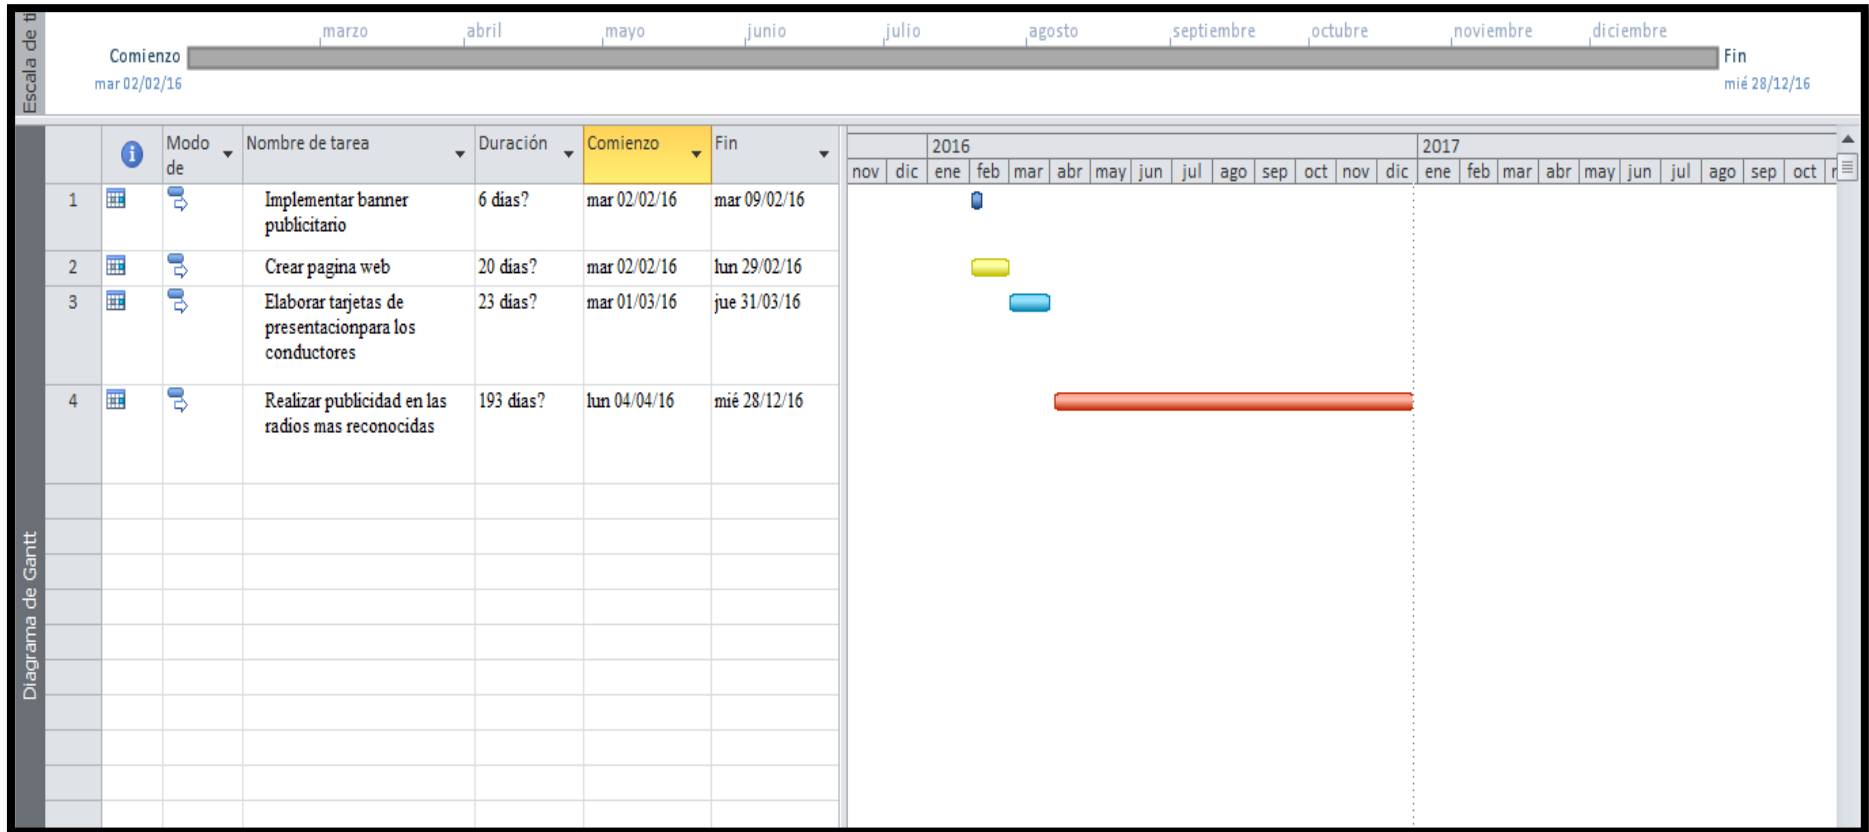 Escala de ti
marzo abril mayo junio julio agosto septiembre octubre noviembre diciembre
Comienzo
mar 02/02/16
Fin
mié 28/12/16
Diagrama de Gantt
Modo de Nombre de tarea Duración Comienzo Fin
2016 2017
nov dic ene feb mar abr may jun jul ago sep oct nov dic ene feb mar abr may jun jul ago sep oct
1 Implementar banner 6 dias? mar 02/02/16 mar 09/02/16
publicitario
2 Crear pagina web 20 dias? mar 02/02/16 lun 29/02/16
3 Elaborar tarjetas de 23 dias? mar 01/03/16 jue 31/03/16
presentacionpara los
conductores
4 Realizar publicidad en las 193 dias? lun 04/04/16 mié 28/12/16
radios mas reconocidas